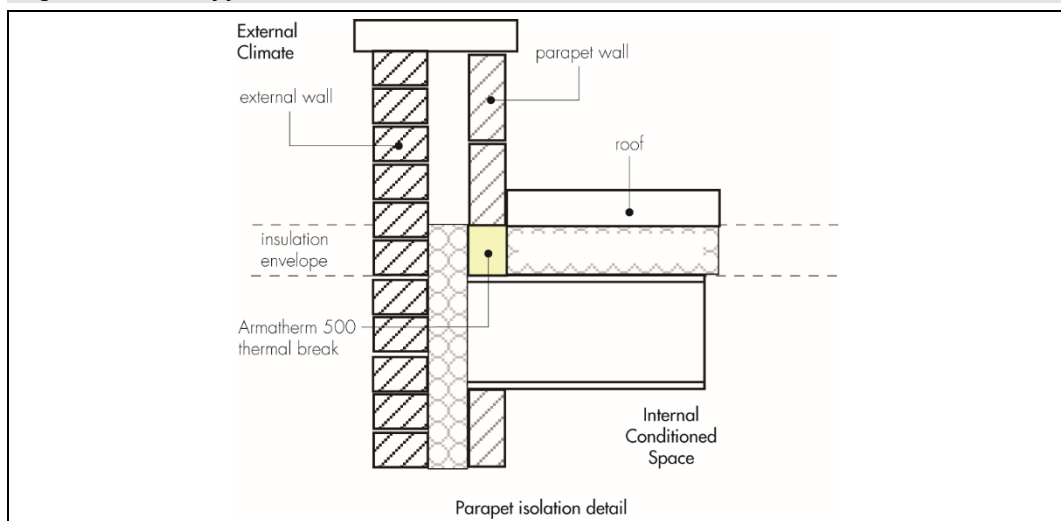 External
Climate
parapet wall
external wall
roof
insulation
envelope
Armatherm 500
thermal break
Internal
Conditioned
Space
Parapet isolation detail